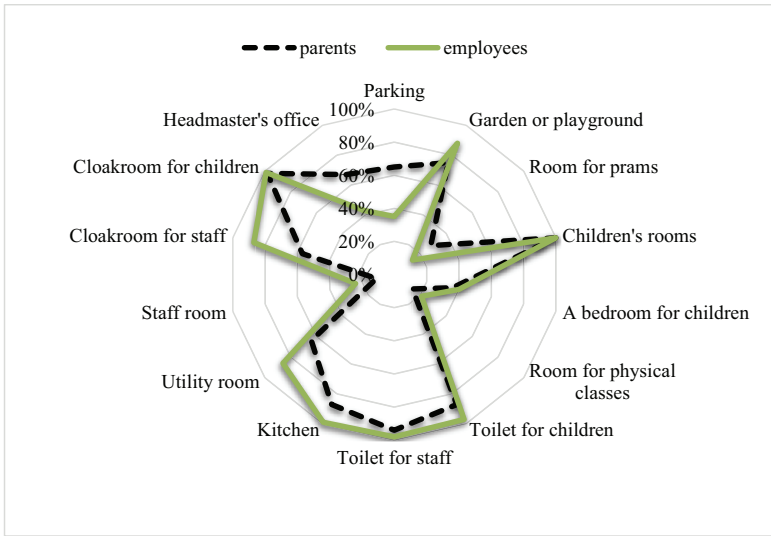 parents employees
Parking
100%
80%
60%
40%
20%
0%
Garden or playground
Room for prams
Children's rooms
A bedroom for children
Room for physical
classes
Toilet for children
Toilet for staff
Kitchen
Utility room
Staff room
Cloakroom for staff
Cloakroom for children
Headmaster's office